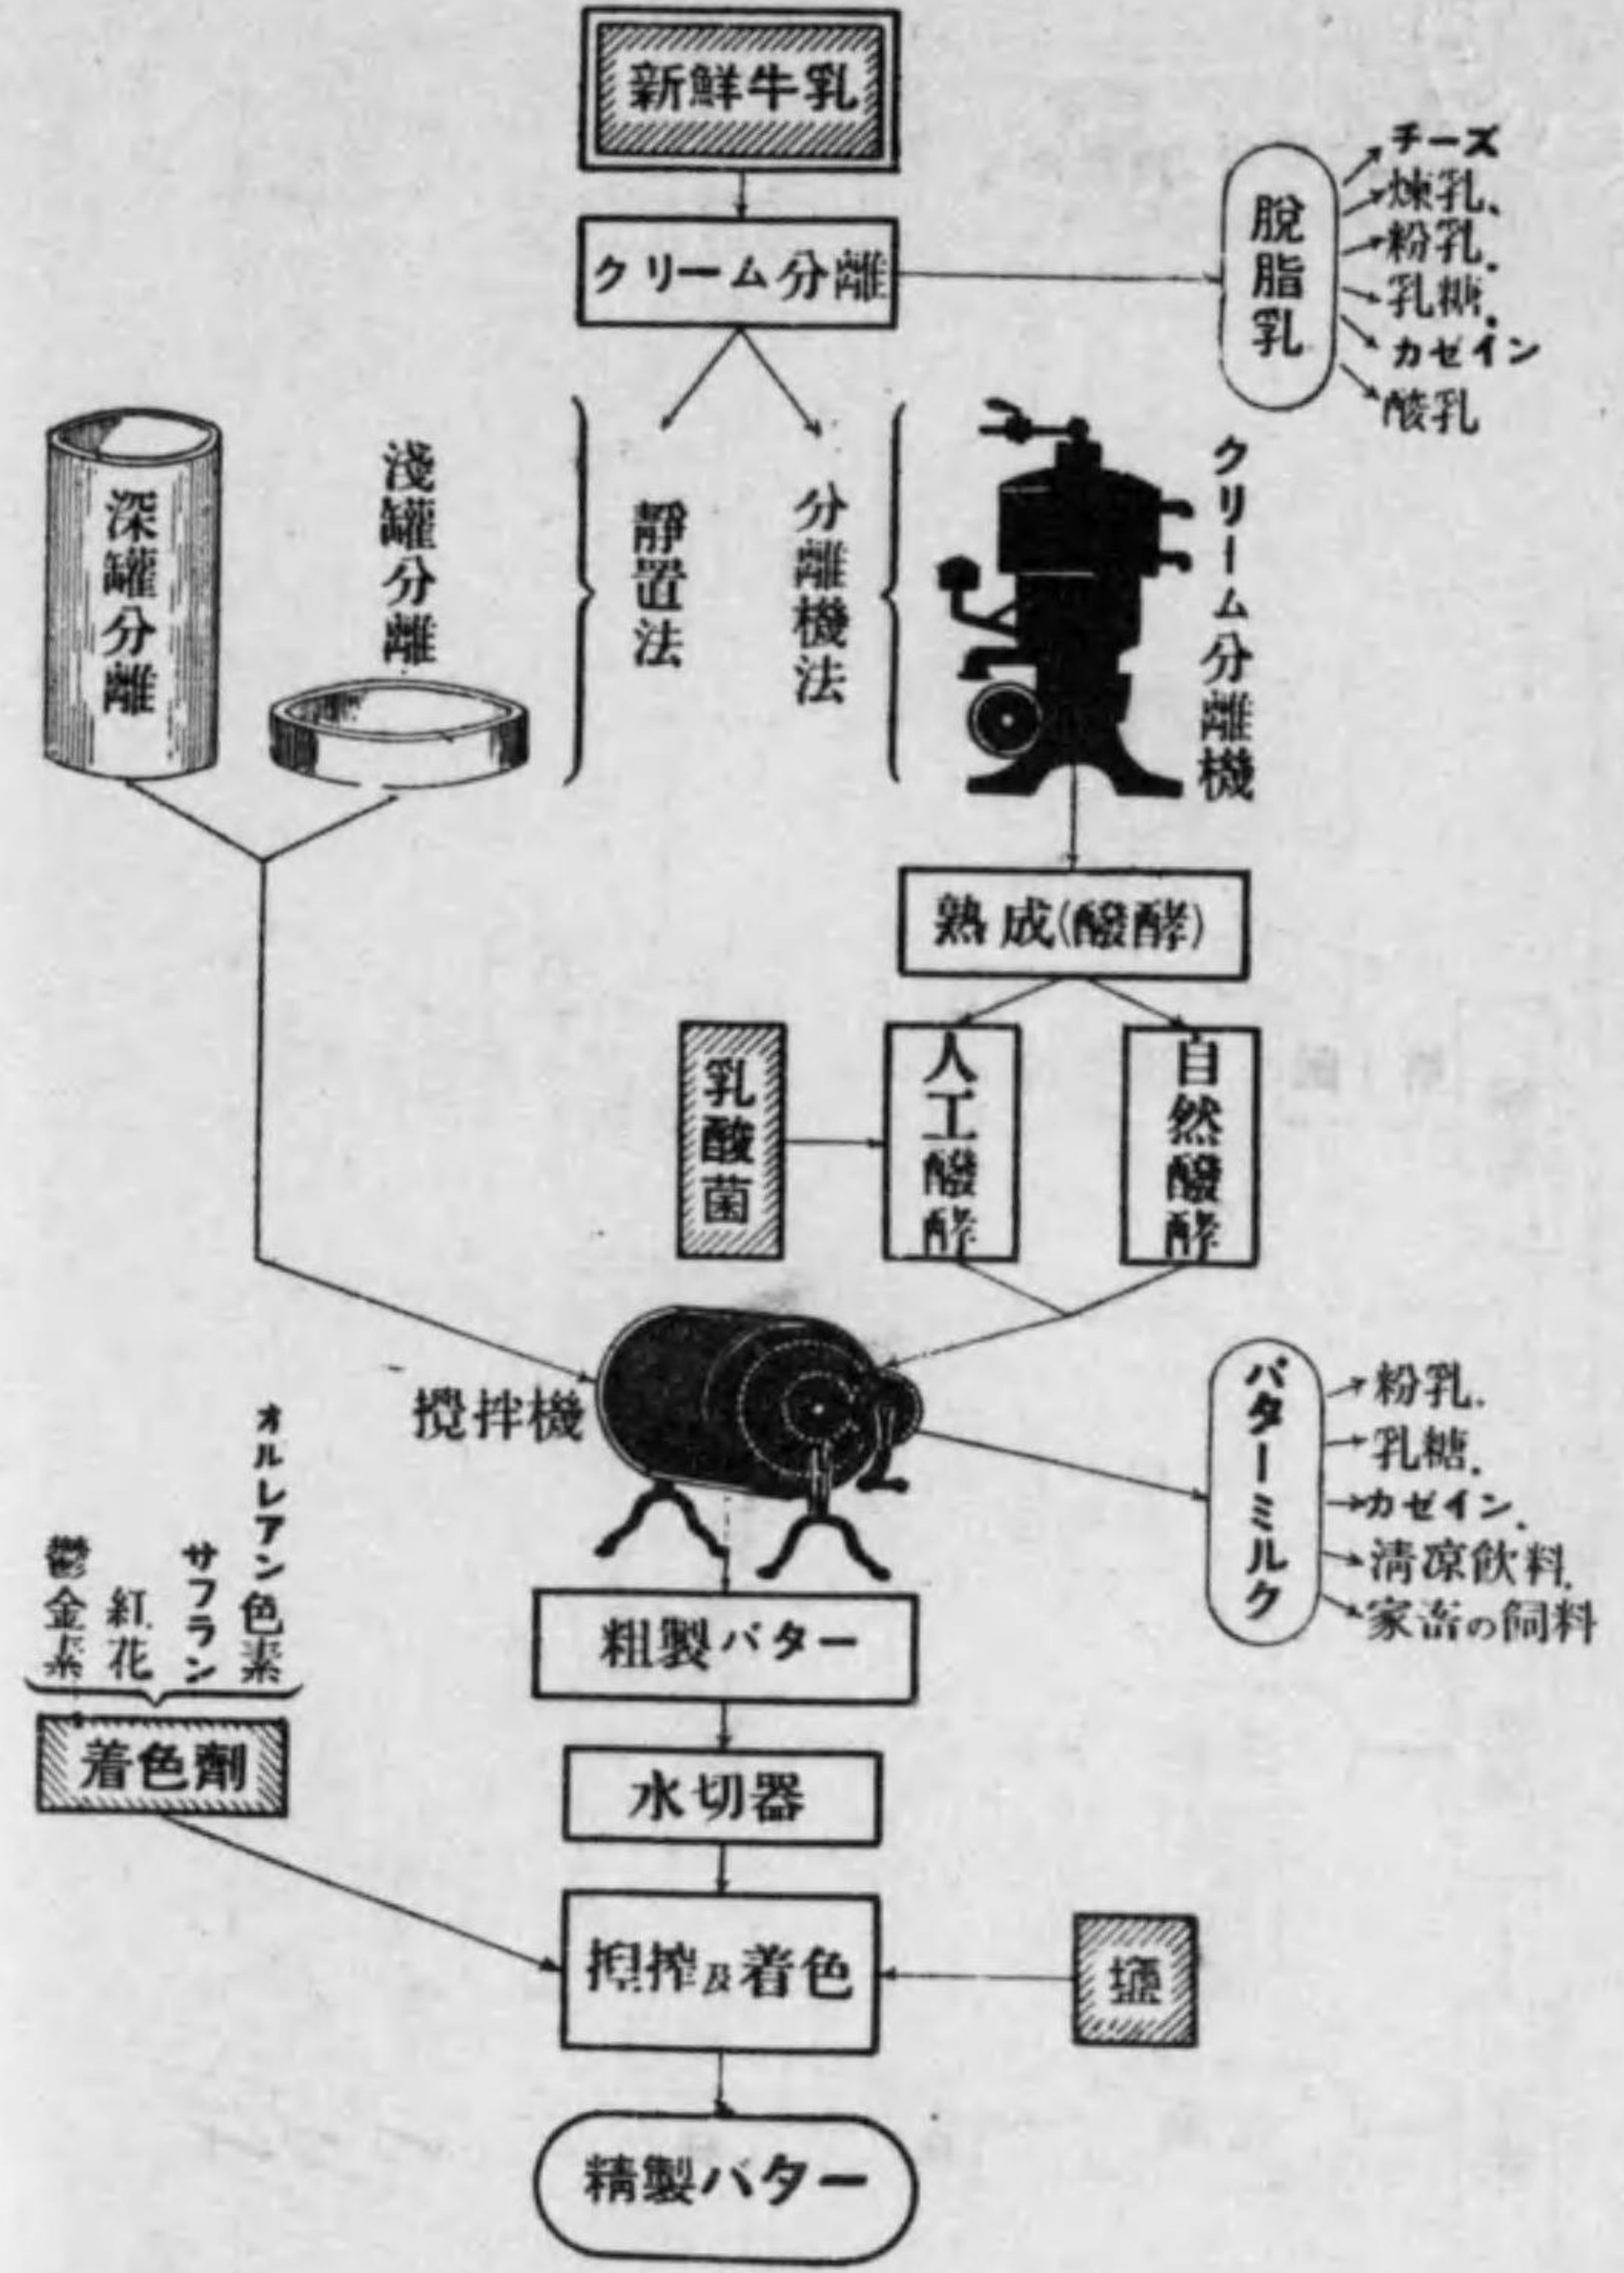 新鮮牛乳
クリーム分離
脫脂乳
チーズ
煉乳、
粉乳.
乳糖.
カゼイン
酸乳
深罐分離
淺罐分離
靜置法
分離機法
クリーム分離機
熟成(醱酵)
乳酸菌
人工醱酵
自然醱酵
攪拌機
バターミルク
粉乳.
乳糖.
カゼイン.
淸凉飮料.
家畜の飼料
粗製バター
オルレアン色素
サフラン
紅花
鬱金素
着色劑
水切器
揑搾及着色
鹽
精製バター